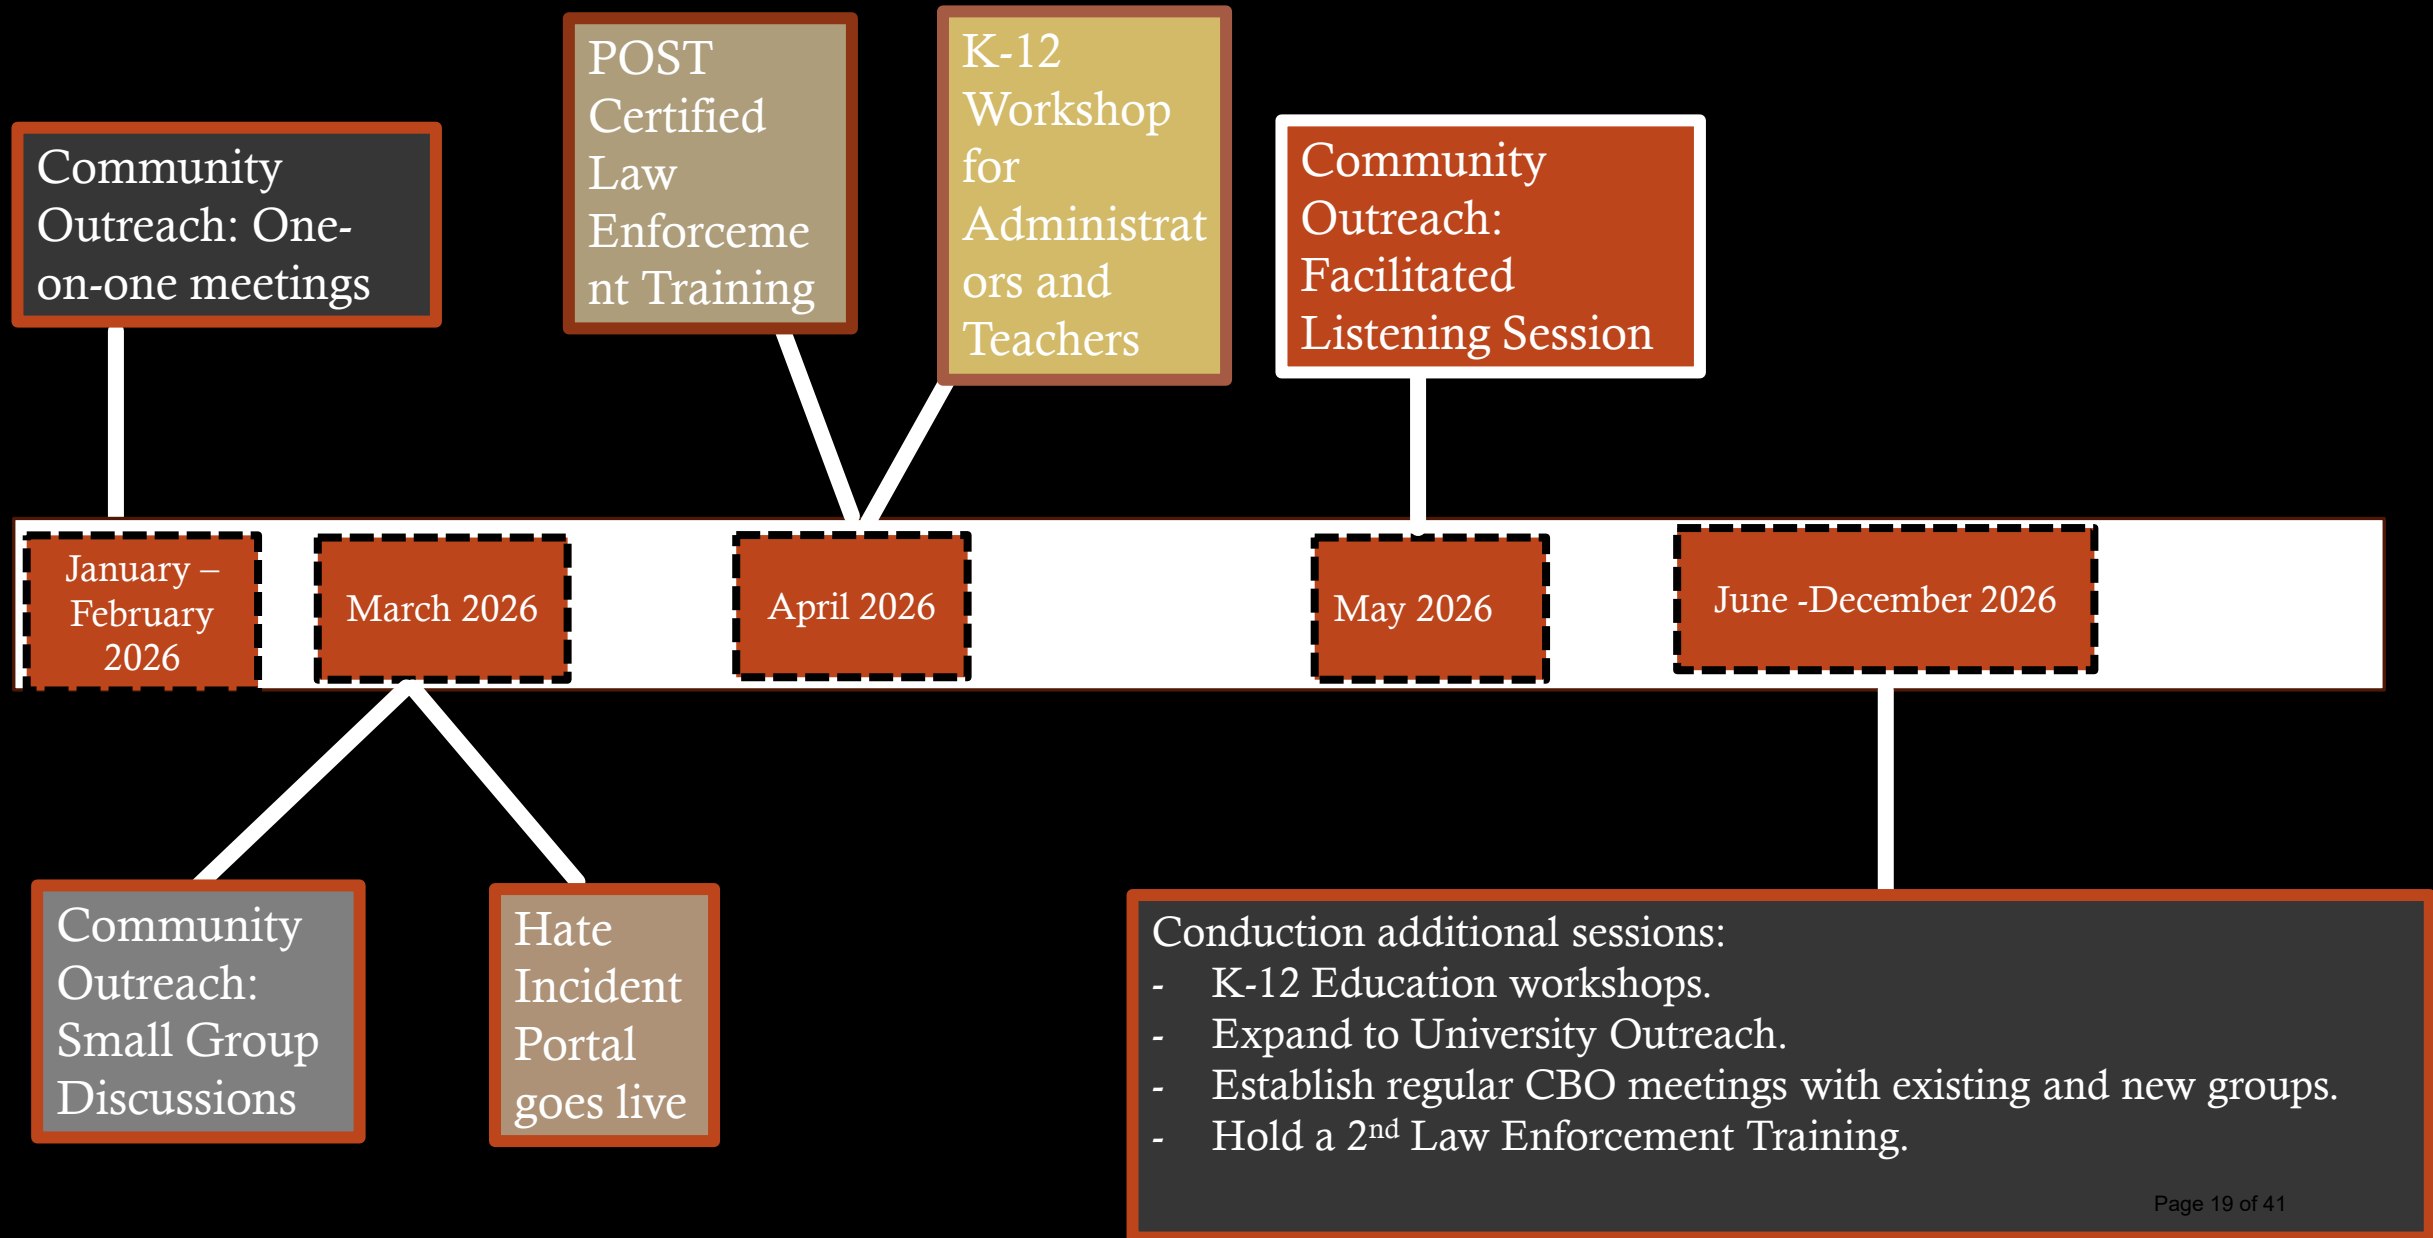 POST
Certified
Law
Enforceme
nt Training
K-12
Workshop
for
Administrat
ors and
Teachers
Community
Outreach: One-
on-one meetings
Community
Outreach:
Facilitated
Listening Session
January –
February
2026
March 2026
April 2026
May 2026
June -December 2026
Community
Outreach:
Small Group
Discussions
Hate
Incident
Portal
goes live
Conduction additional sessions:
- K-12 Education workshops.
- Expand to University Outreach.
- Establish regular CBO meetings with existing and new groups.
- Hold a 2nd Law Enforcement Training.
Page 19 of 41